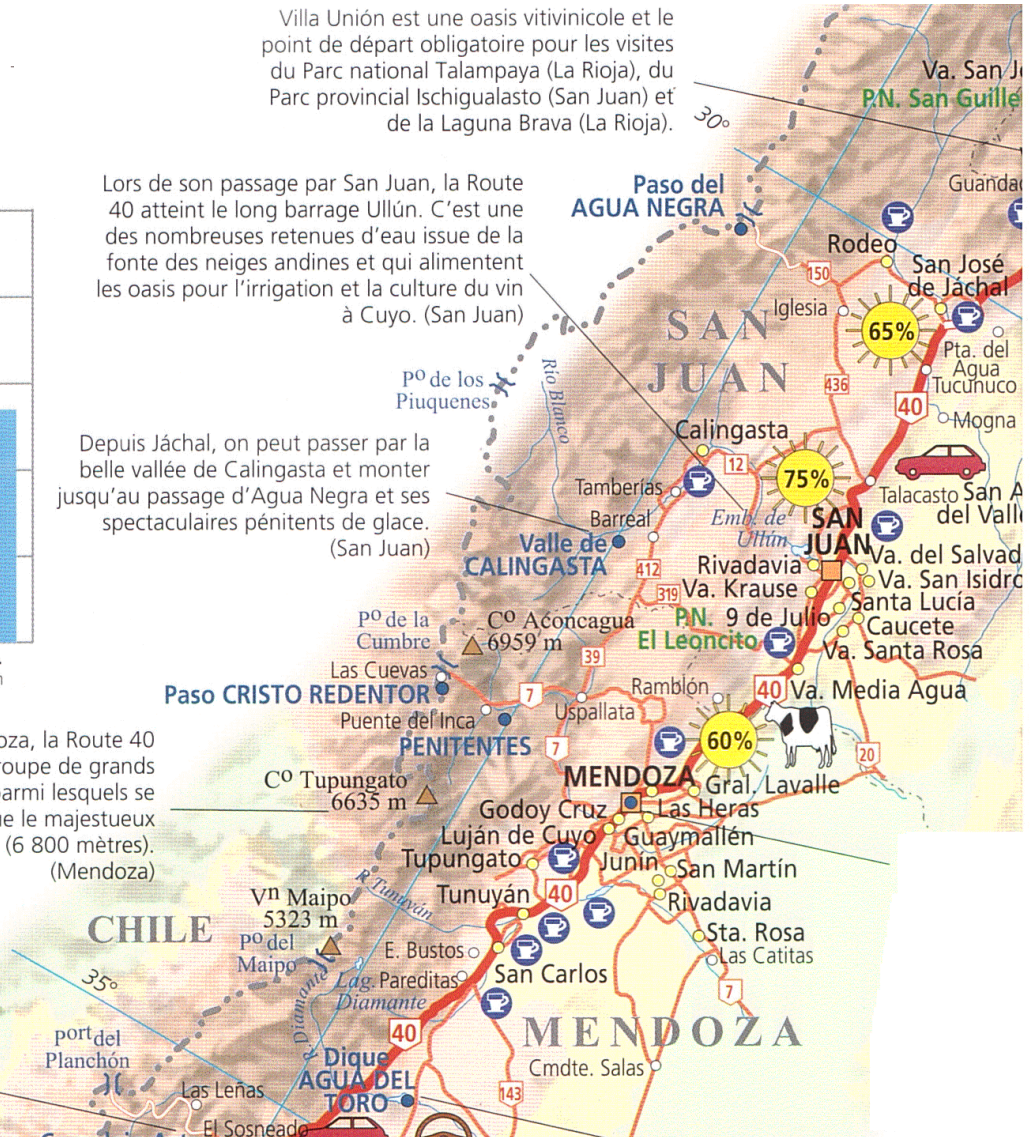 Villa Unión est une oasis vitivinicole et le
point de départ obligatoire pour les visites
du Parc national Talampaya (La Rioja), du
Parc provincial Ischigualasto (San Juan) et
de la Laguna Brava (La Rioja).
Va. San J
P.N. San Guille
30°
Lors de son passage par San Juan, la Route
40 atteint le long barrage Ullún. C'est une
des nombreuses retenues d'eau issue de la
fonte des neiges andines et qui alimentent
les oasis pour l'irrigation et la culture du vin
à Cuyo. (San Juan)
Paso del
AGUA NEGRA
Guandac
Rodeo
150
San José
de Jáchal
Iglesia
SAN
JUAN
65%
Pta. del
Agua
Tucunuco
Pº de los
Piuquenes
Río Blanco
436
40
Mogna
Depuis Jáchal, on peut passer par la
belle vallée de Calingasta et monter
jusqu'au passage d'Agua Negra et ses
spectaculaires pénitents de glace.
(San Juan)
Calingasta
12
75%
Tamberías
Talacasto
San A
del Valle
Barreal
Emb. de
Ullún
SAN
JUAN
Valle de
CALINGASTA
Rivadavia
Va. del Salvad
412
Va. Krause
Va. San Isidro
319
Santa Lucía
P.N.
El Leoncito
9 de Julio
Caucete
Pº de la
Cumbre
Cº Aconcagua
6959 m
Va. Santa Rosa
39
Las Cuevas
Paso CRISTO REDENTOR
7
Ramblón
40
Va. Media Agua
Puente del Inca
Uspallata
PENITENTES
7
60%
20
oza, la Route 40
roupe de grands
parmi lesquels se
ue le majestueux
(6 800 mètres).
(Mendoza)
Cº Tupungato
6635 m
MENDOZA
Gral. Lavalle
Godoy Cruz
Las Heras
Luján de Cuyo
Guaymallén
Tupungato
Junín
San Martín
R. Tunuyán
Tunuyán
40
Rivadavia
Vn Maipo
5323 m
CHILE
Pº del
Maipo
Sta. Rosa
E. Bustos
Las Catitas
35°
Lag.
Diamante
Pareditas
San Carlos
7
R. Diamante
40
MENDOZA
Port del
Planchón
Dique
AGUA DEL
TORO
Cmdte. Salas
Las Leñas
143
El Sosneado